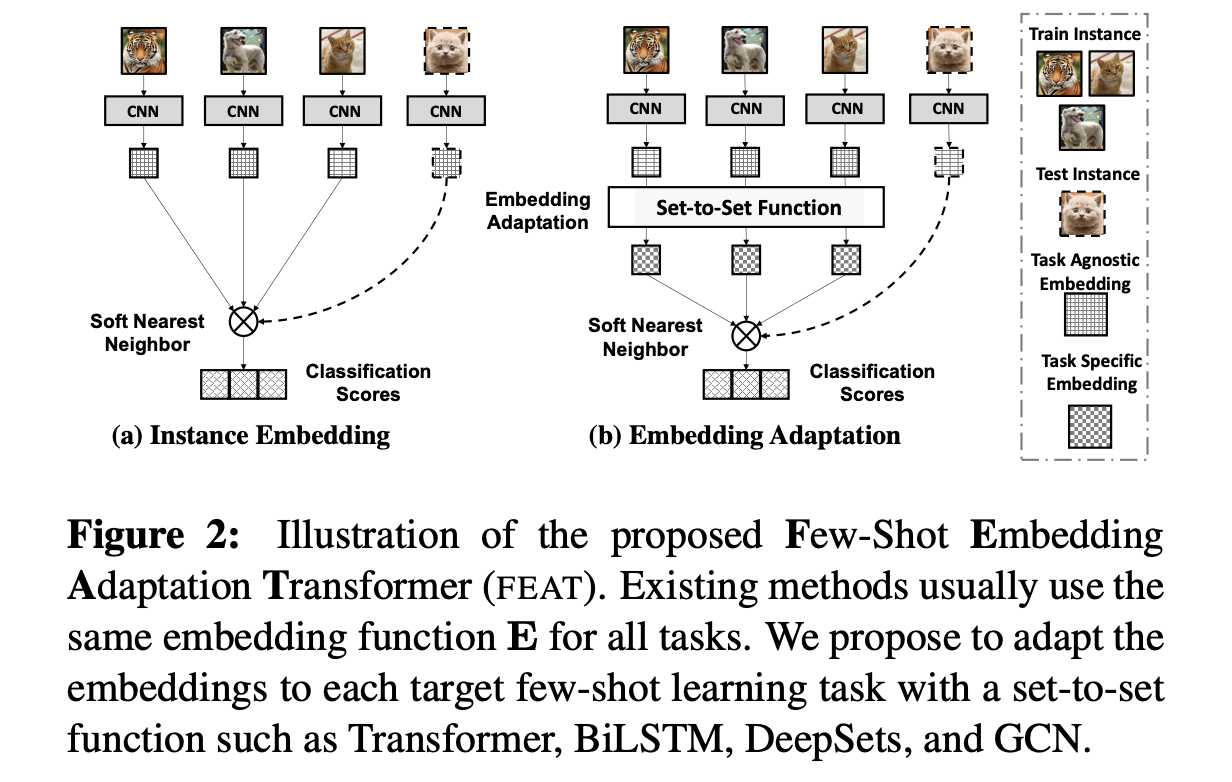 CNN CNN CNN CNN
Soft Nearest
Neighbor
Classification
Scores
(a) Instance Embedding
CNN CNN CNN CNN
Embedding
Adaptation
Set-to-Set Function
Soft Nearest
Neighbor
Classification
Scores
(b) Embedding Adaptation
Train Instance
Test Instance
Task Agnostic
Embedding
Task Specific
Embedding
Figure 2: Illustration of the proposed Few-Shot Embedding
Adaptation Transformer (FEAT). Existing methods usually use the
same embedding function E for all tasks. We propose to adapt the
embeddings to each target few-shot learning task with a set-to-set
function such as Transformer, BiLSTM, DeepSets, and GCN.